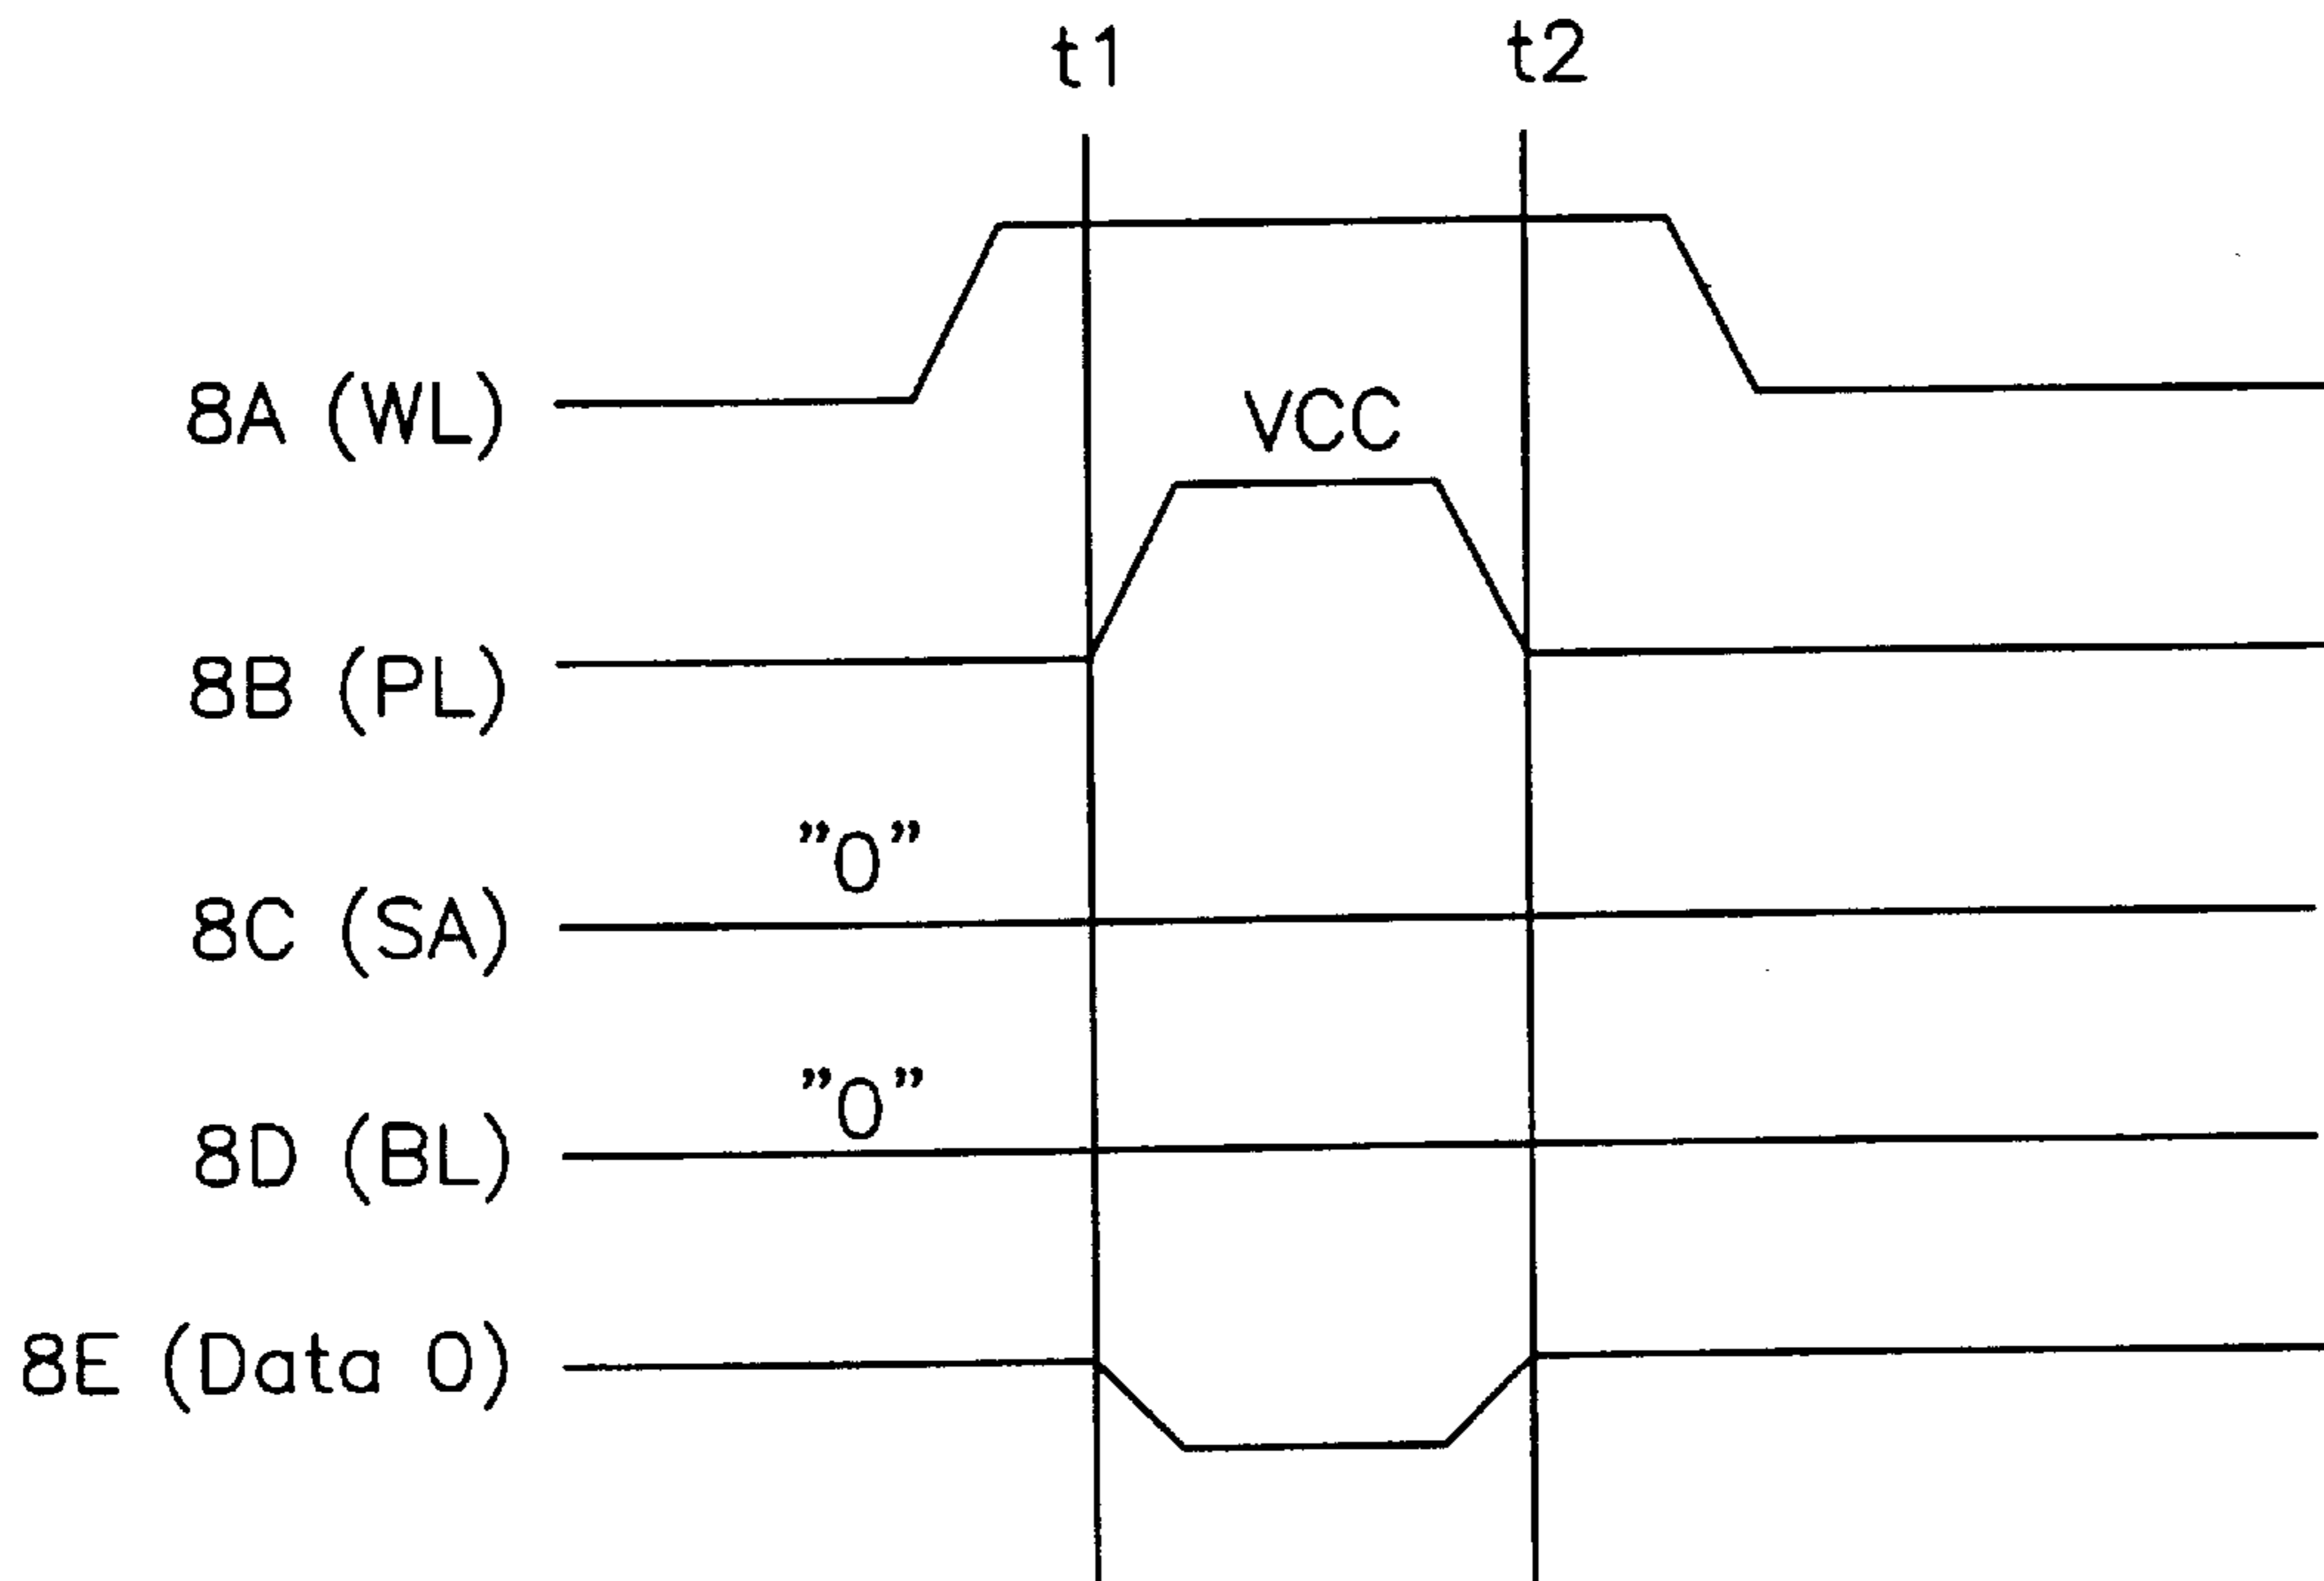 t1 t2
8A (WL)
VCC
8B (PL)
"0"
8C (SA)
"0"
8D (BL)
8E (Data 0)